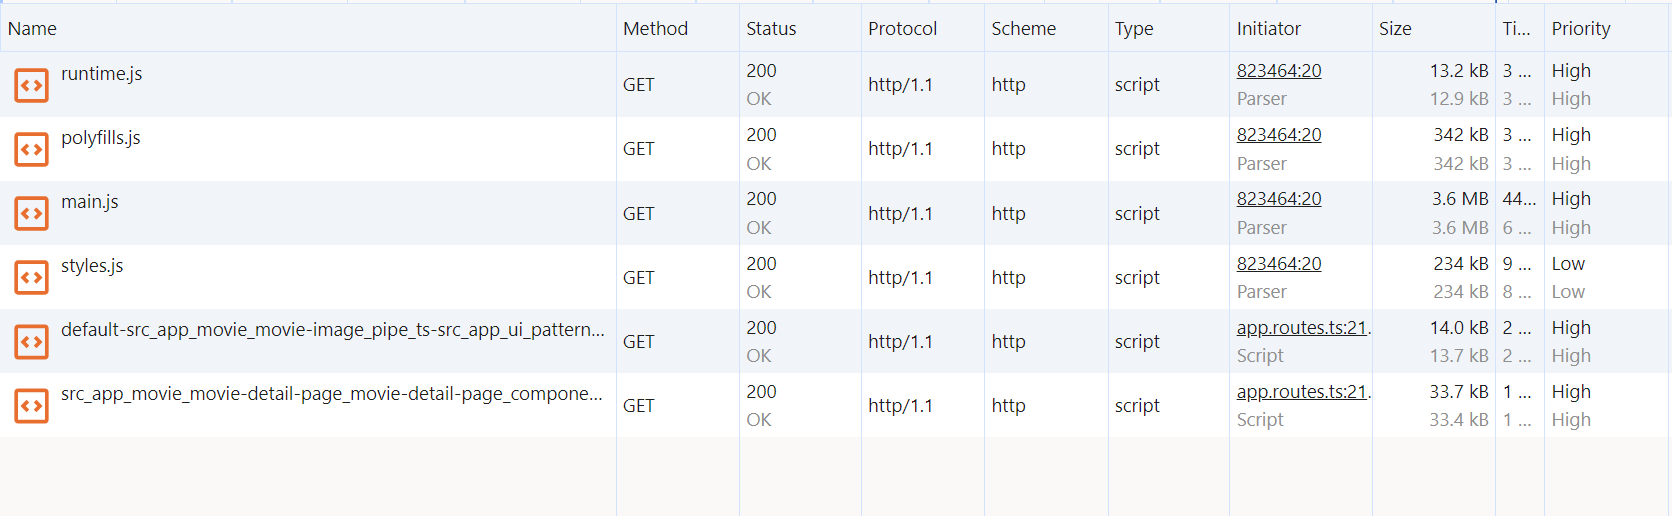 Name Method Status Protocol Scheme Type Initiator Size Ti... Priority
runtime.js GET 200 http/1.1 http script 823464:20 13.2 kB 3 ... High
OK Parser 12.9 kB 3 ... High
polyfills.js GET 200 http/1.1 http script 823464:20 342 kB 3 ... High
OK Parser 342 kB 3 ... High
main.js GET 200 http/1.1 http script 823464:20 3.6 MB 44... High
OK Parser 3.6 MB 6 ... High
styles.js GET 200 http/1.1 http script 823464:20 234 kB 9 ... Low
OK Parser 234 kB 8 ... Low
default-src_app_movie_movie-image_pipe_ts-src_app_ui_pattern... GET 200 http/1.1 http script app.routes.ts:21. 14.0 kB 2 ... High
OK Script 13.7 kB 2 ... High
src_app_movie_movie-detail-page_movie-detail-page_compone... GET 200 http/1.1 http script app.routes.ts:21. 33.7 kB 1 ... High
OK Script 33.4 kB 1 ... High